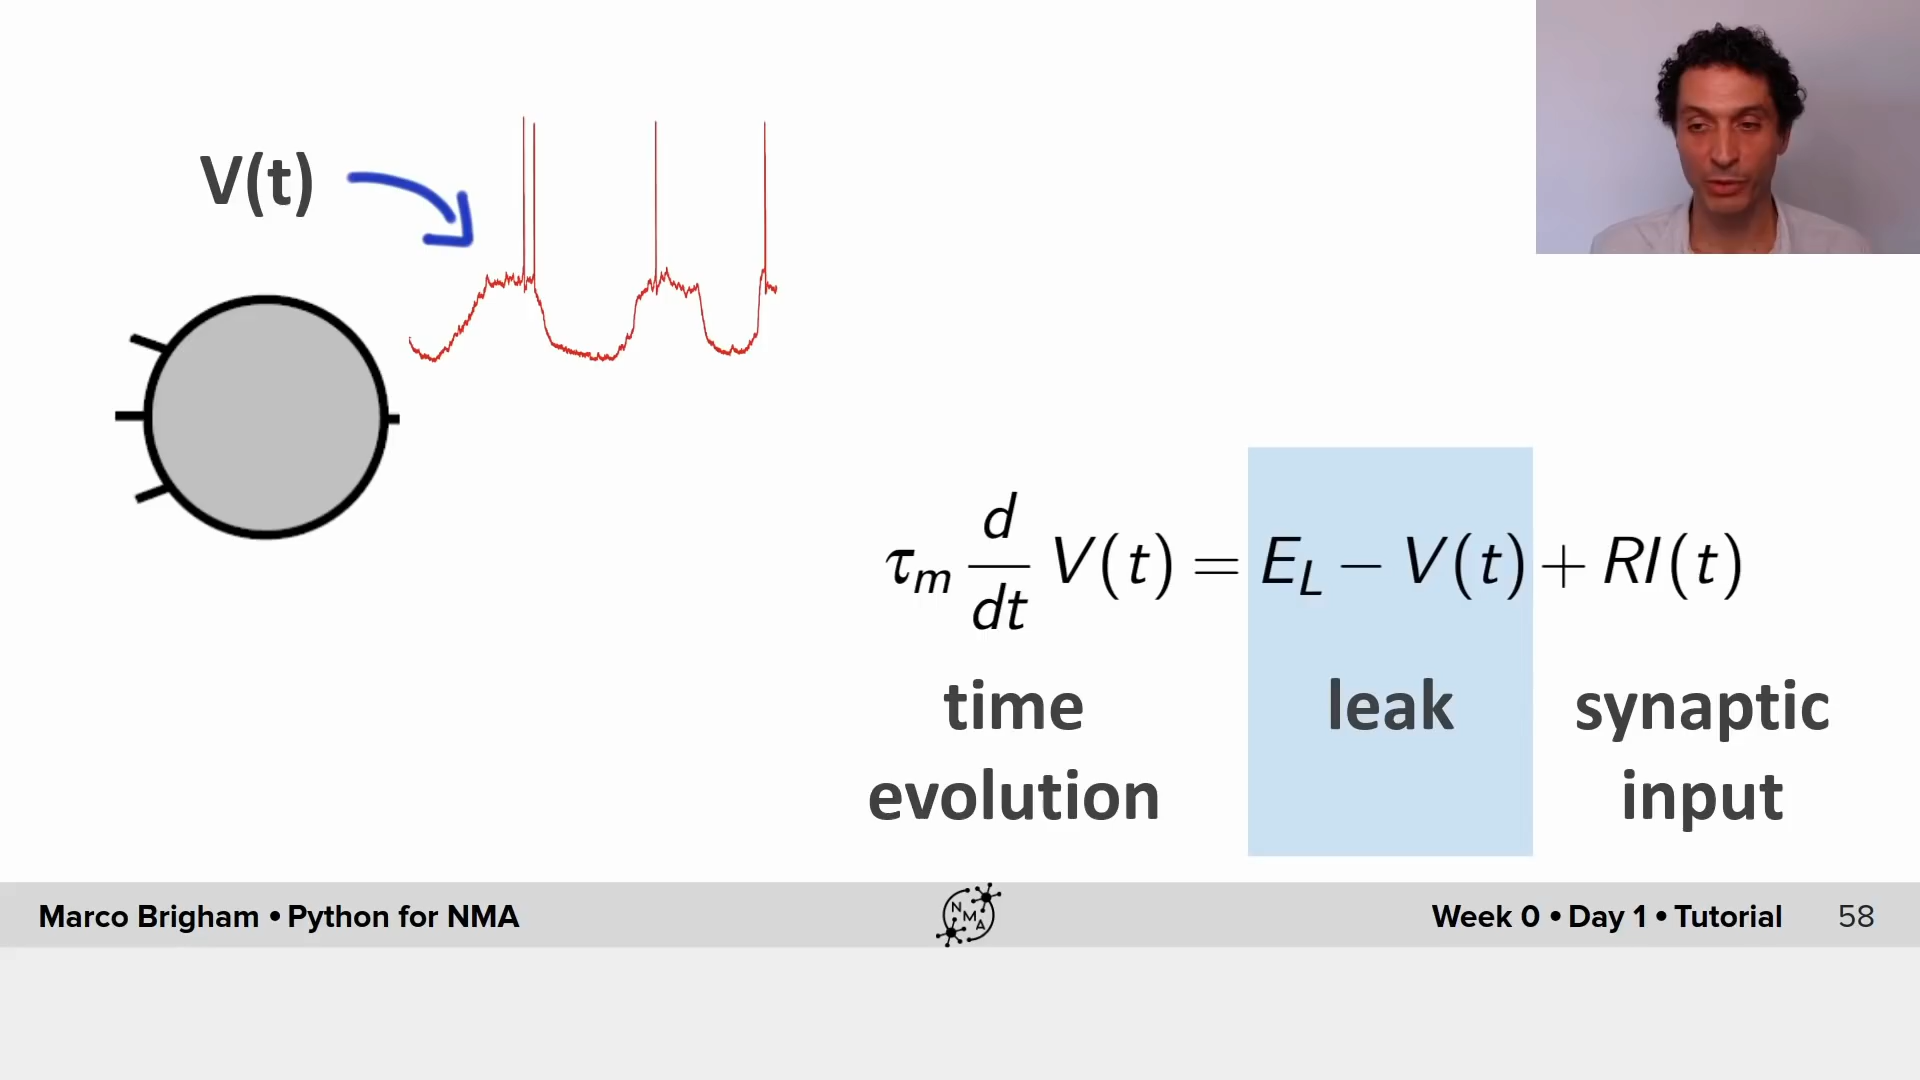 V(t)
τm d/dt V(t) = EL − V(t) + RI(t)
time evolution
leak
synaptic input
Marco Brigham • Python for NMA
NMA
Week 0 • Day 1 • Tutorial 58